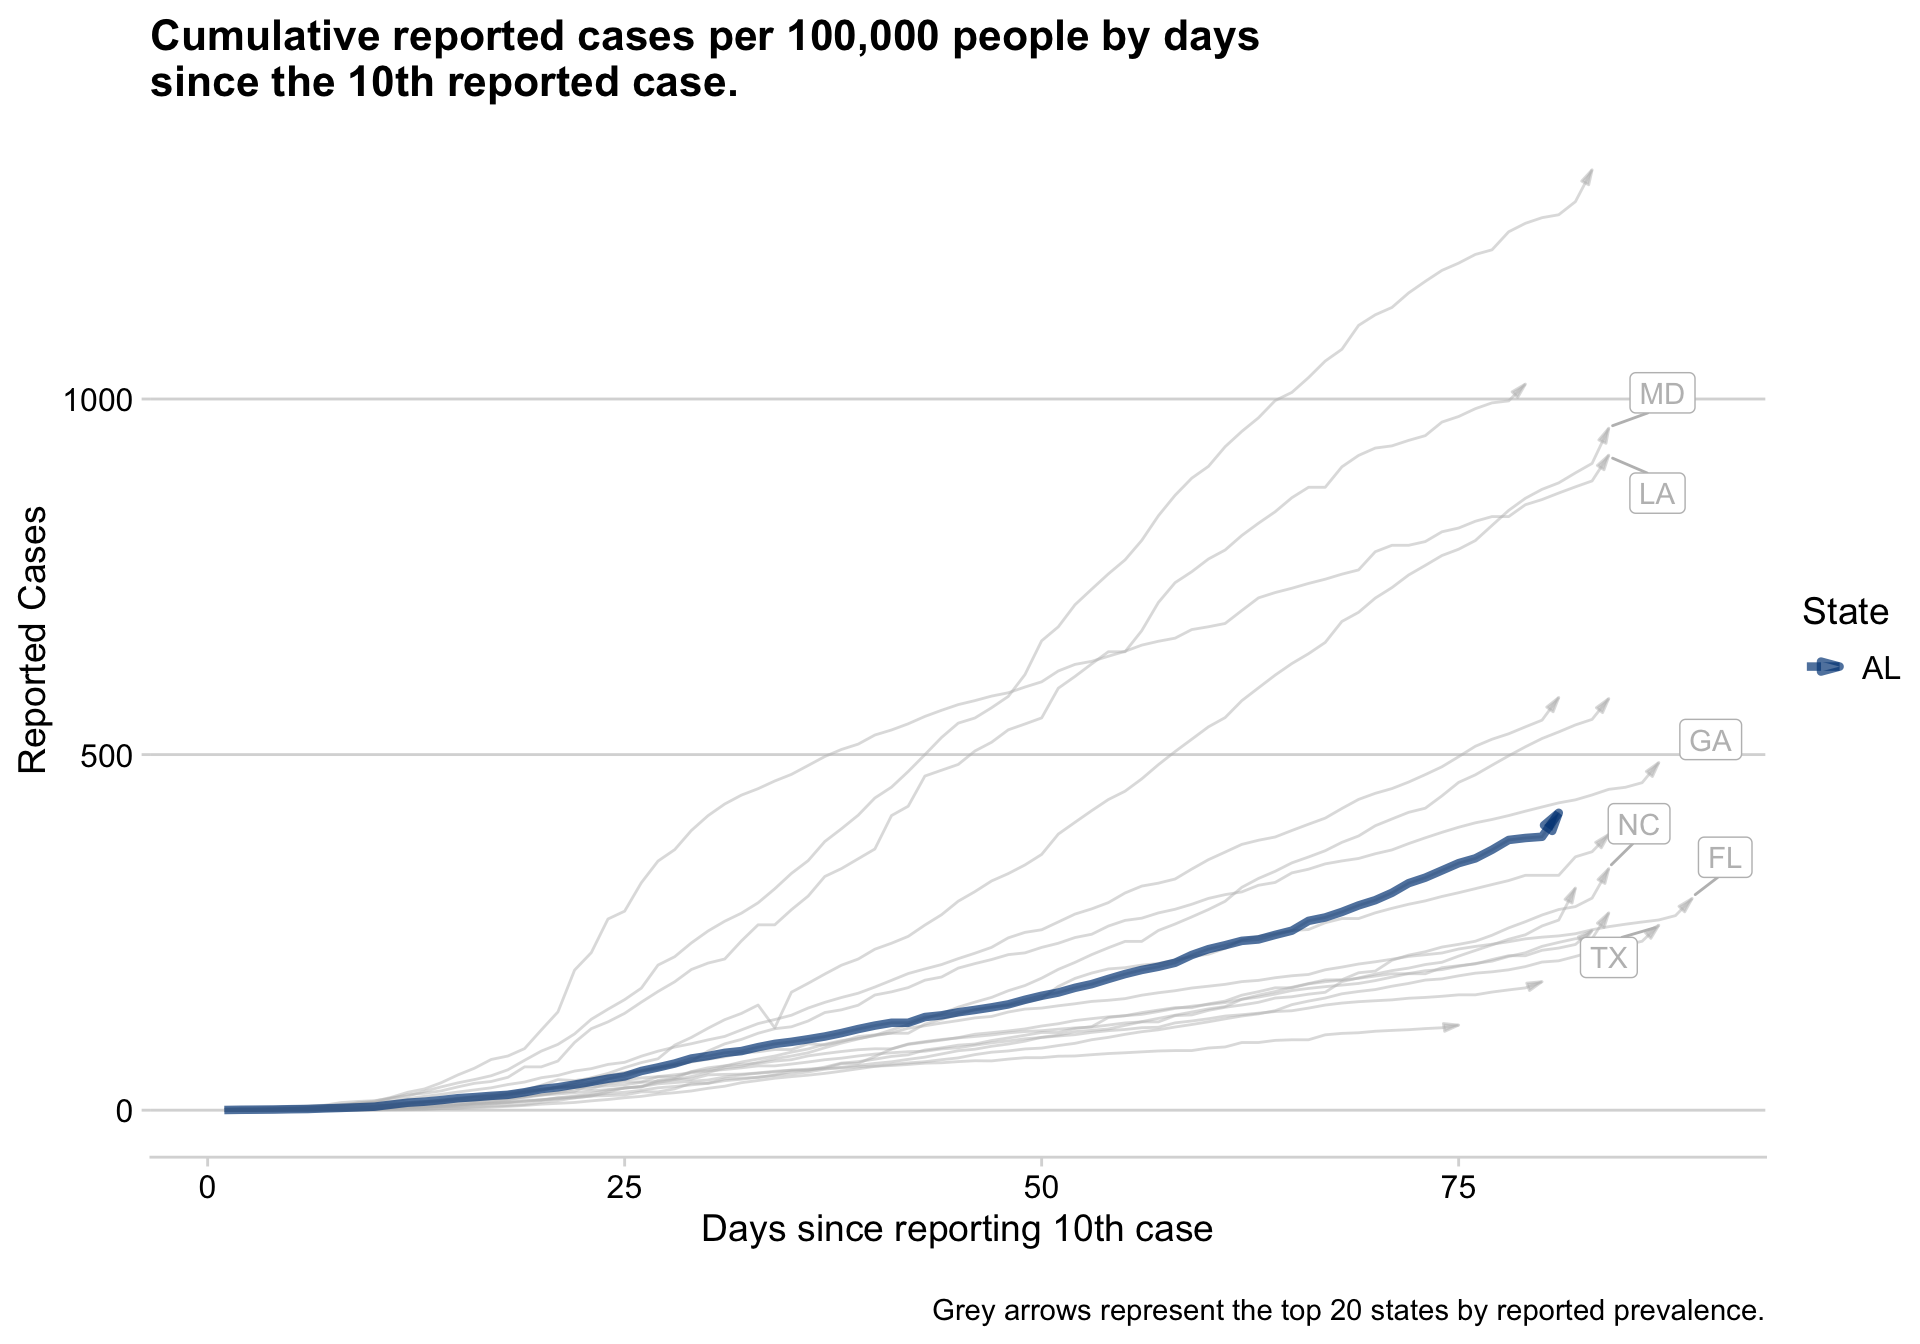 Cumulative reported cases per 100,000 people by days
since the 10th reported case.
Reported Cases
1000
500
0
MD
LA
GA
NC
FL
TX
State
AL
0
25
50
75
Days since reporting 10th case
Grey arrows represent the top 20 states by reported prevalence.